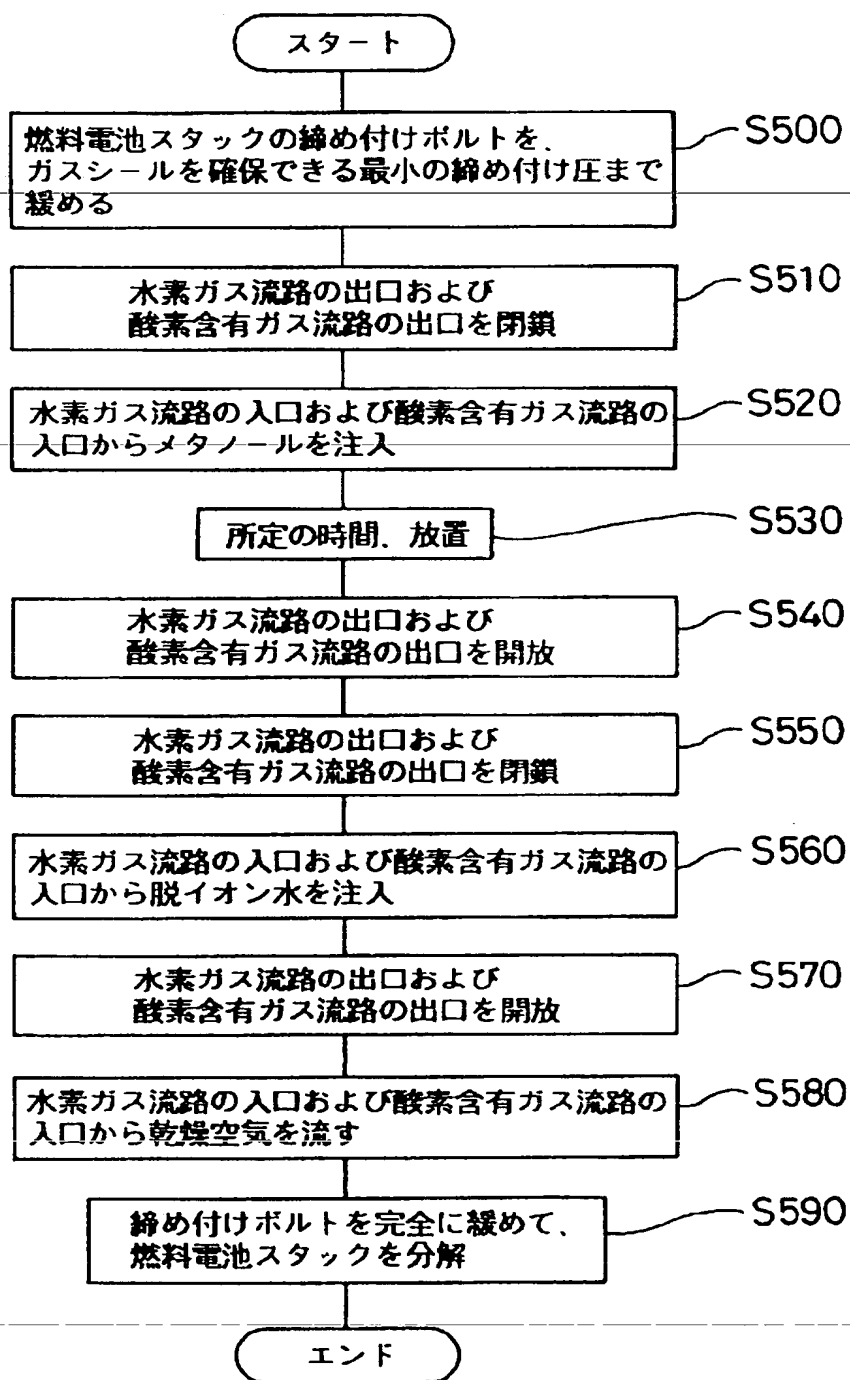 スタート
燃料電池スタックの締め付けボルトを、
ガスシールを確保できる最小の締め付け圧まで
緩める
S500
水素ガス流路の出口および
酸素含有ガス流路の出口を閉鎖
S510
水素ガス流路の入口および酸素含有ガス流路の
入口からメタノールを注入
S520
所定の時間、放置
S530
水素ガス流路の出口および
酸素含有ガス流路の出口を開放
S540
水素ガス流路の出口および
酸素含有ガス流路の出口を閉鎖
S550
水素ガス流路の入口および酸素含有ガス流路の
入口から脱イオン水を注入
S560
水素ガス流路の出口および
酸素含有ガス流路の出口を開放
S570
水素ガス流路の入口および酸素含有ガス流路の
入口から乾燥空気を流す
S580
締め付けボルトを完全に緩めて、
燃料電池スタックを分解
S590
エンド